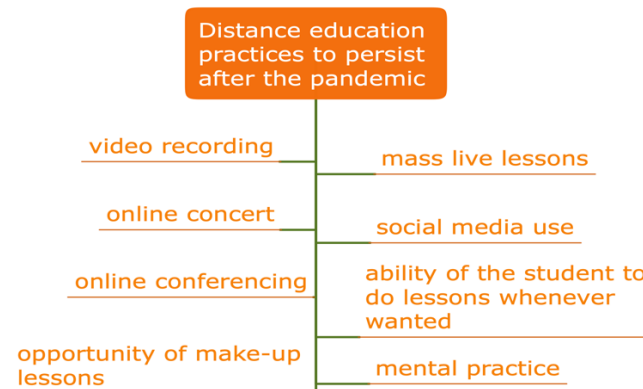 Distance education
practices to persist
after the pandemic
video recording
mass live lessons
online concert
social media use
online conferencing
ability of the student to
do lessons whenever
wanted
opportunity of make-up
lessons
mental practice